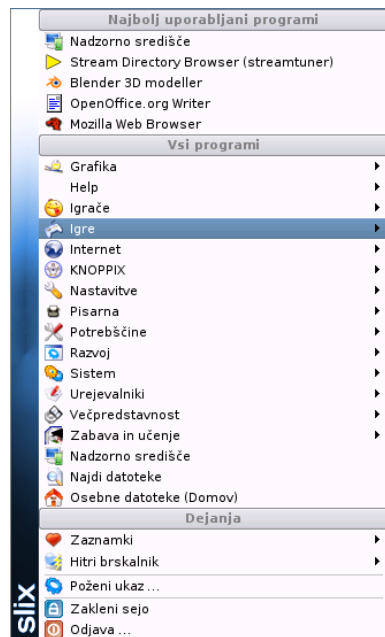 Najbolj uporabljani programi
Nadzorno središče
Stream Directory Browser (streamtuner)
Blender 3D modeller
OpenOffice.org Writer
Mozilla Web Browser
Vsi programi
Grafika
Help
Igrače
Igre
Internet
KNOPPIX
Nastavitve
Pisarna
Potrebščine
Razvoj
Sistem
Urejevalniki
Večpredstavnost
Zabava in učenje
Nadzorno središče
Najdi datoteke
Osebne datoteke (Domov)
Dejanja
Zaznamki
Hitri brskalnik
Poženi ukaz ...
Zakleni sejo
Odjava ...
slix